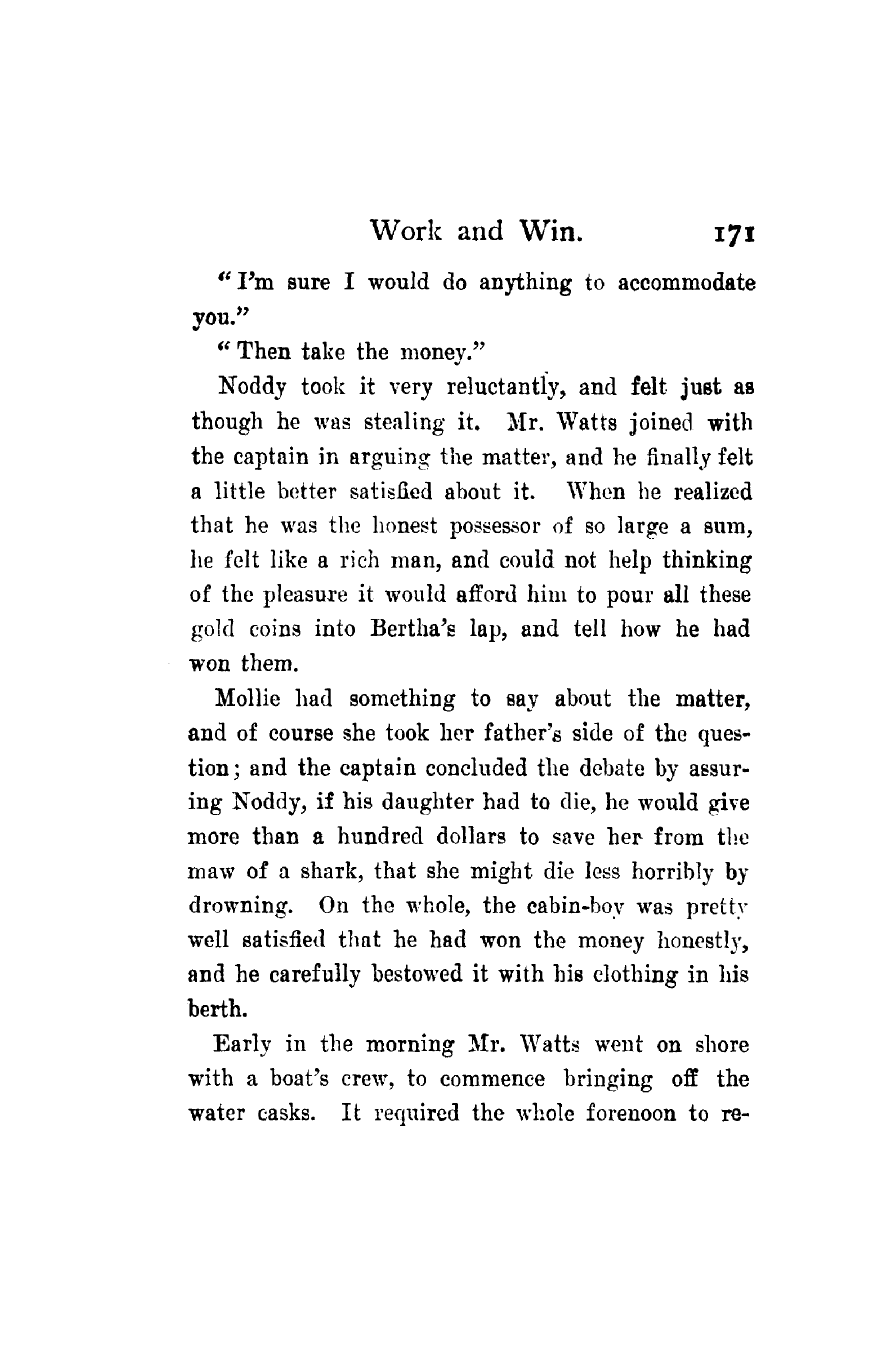 Work and Win. 171
“I’m sure I would do anything to accommodate
you.”
“Then take the money.”
Noddy took it very reluctantly, and felt just as
though he was stealing it. Mr. Watts joined with
the captain in arguing the matter, and he finally felt
a little better satisfied about it. When he realized
that he was the honest possessor of so large a sum,
he felt like a rich man, and could not help thinking
of the pleasure it would afford him to pour all these
gold coins into Bertha’s lap, and tell how he had
won them.
Mollie had something to say about the matter,
and of course she took her father’s side of the ques-
tion; and the captain concluded the debate by assur-
ing Noddy, if his daughter had to die, he would give
more than a hundred dollars to save her from the
maw of a shark, that she might die less horribly by
drowning. On the whole, the cabin-boy was pretty
well satisfied that he had won the money honestly,
and he carefully bestowed it with his clothing in his
berth.
Early in the morning Mr. Watts went on shore
with a boat’s crew, to commence bringing off the
water casks. It required the whole forenoon to re-